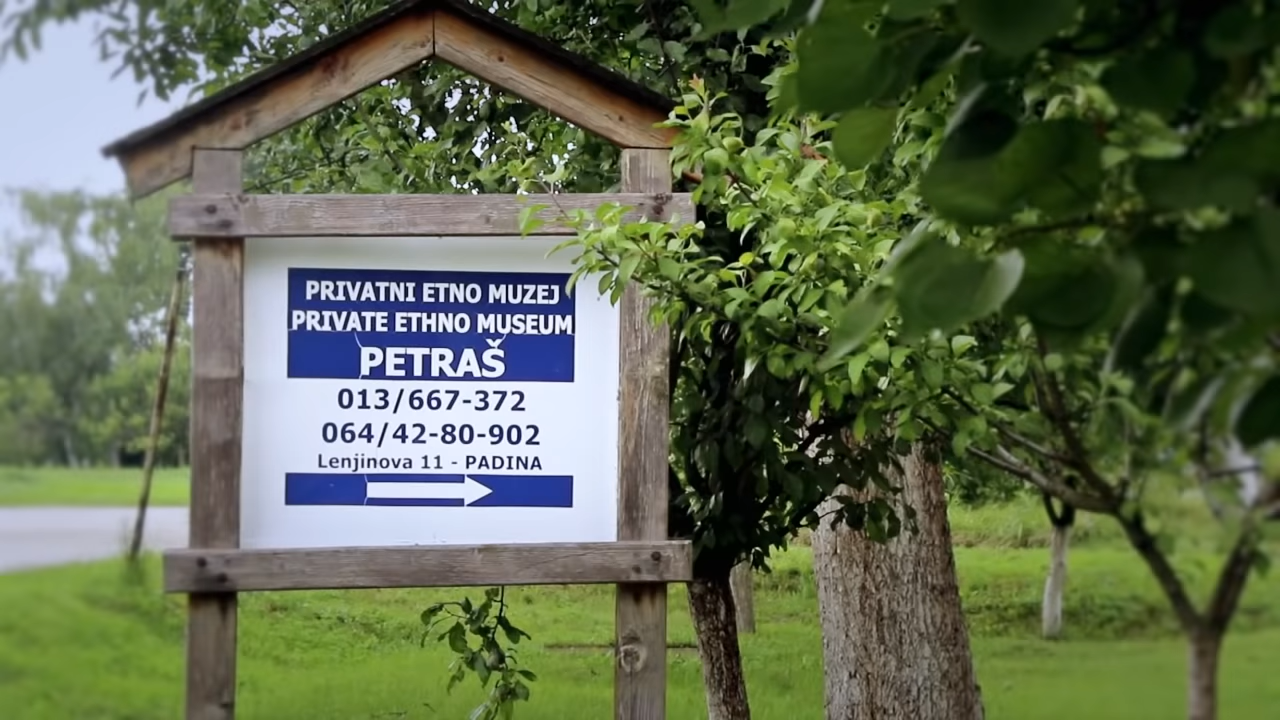 PRIVATNI ETNO MUZEJ
PRIVATE ETHNO MUSEUM
PETRAŠ
013/667-372
064/42-80-902
Lenjinova 11 - PADINA